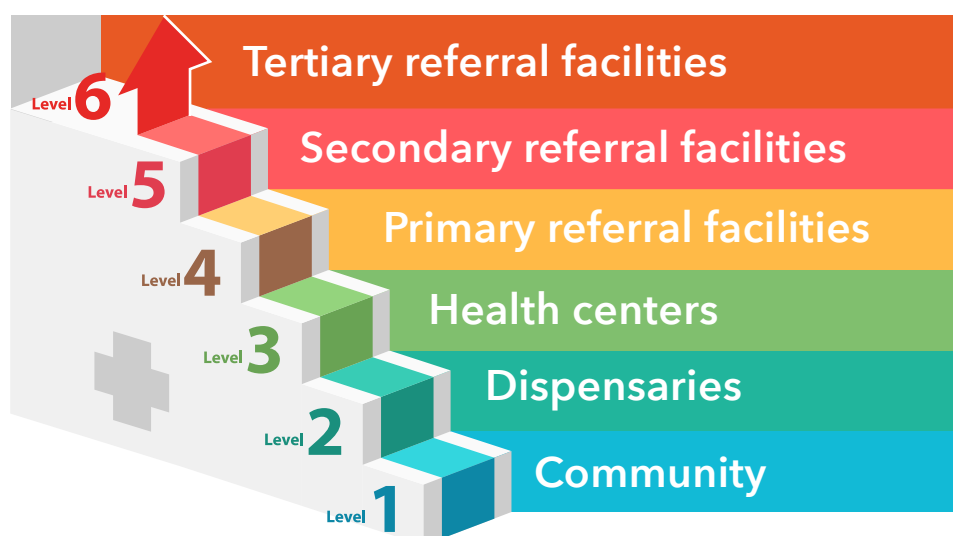 Level 6
Tertiary referral facilities
Level 5
Secondary referral facilities
Level 4
Primary referral facilities
Level 3
Health centers
Level 2
Dispensaries
Level 1
Community